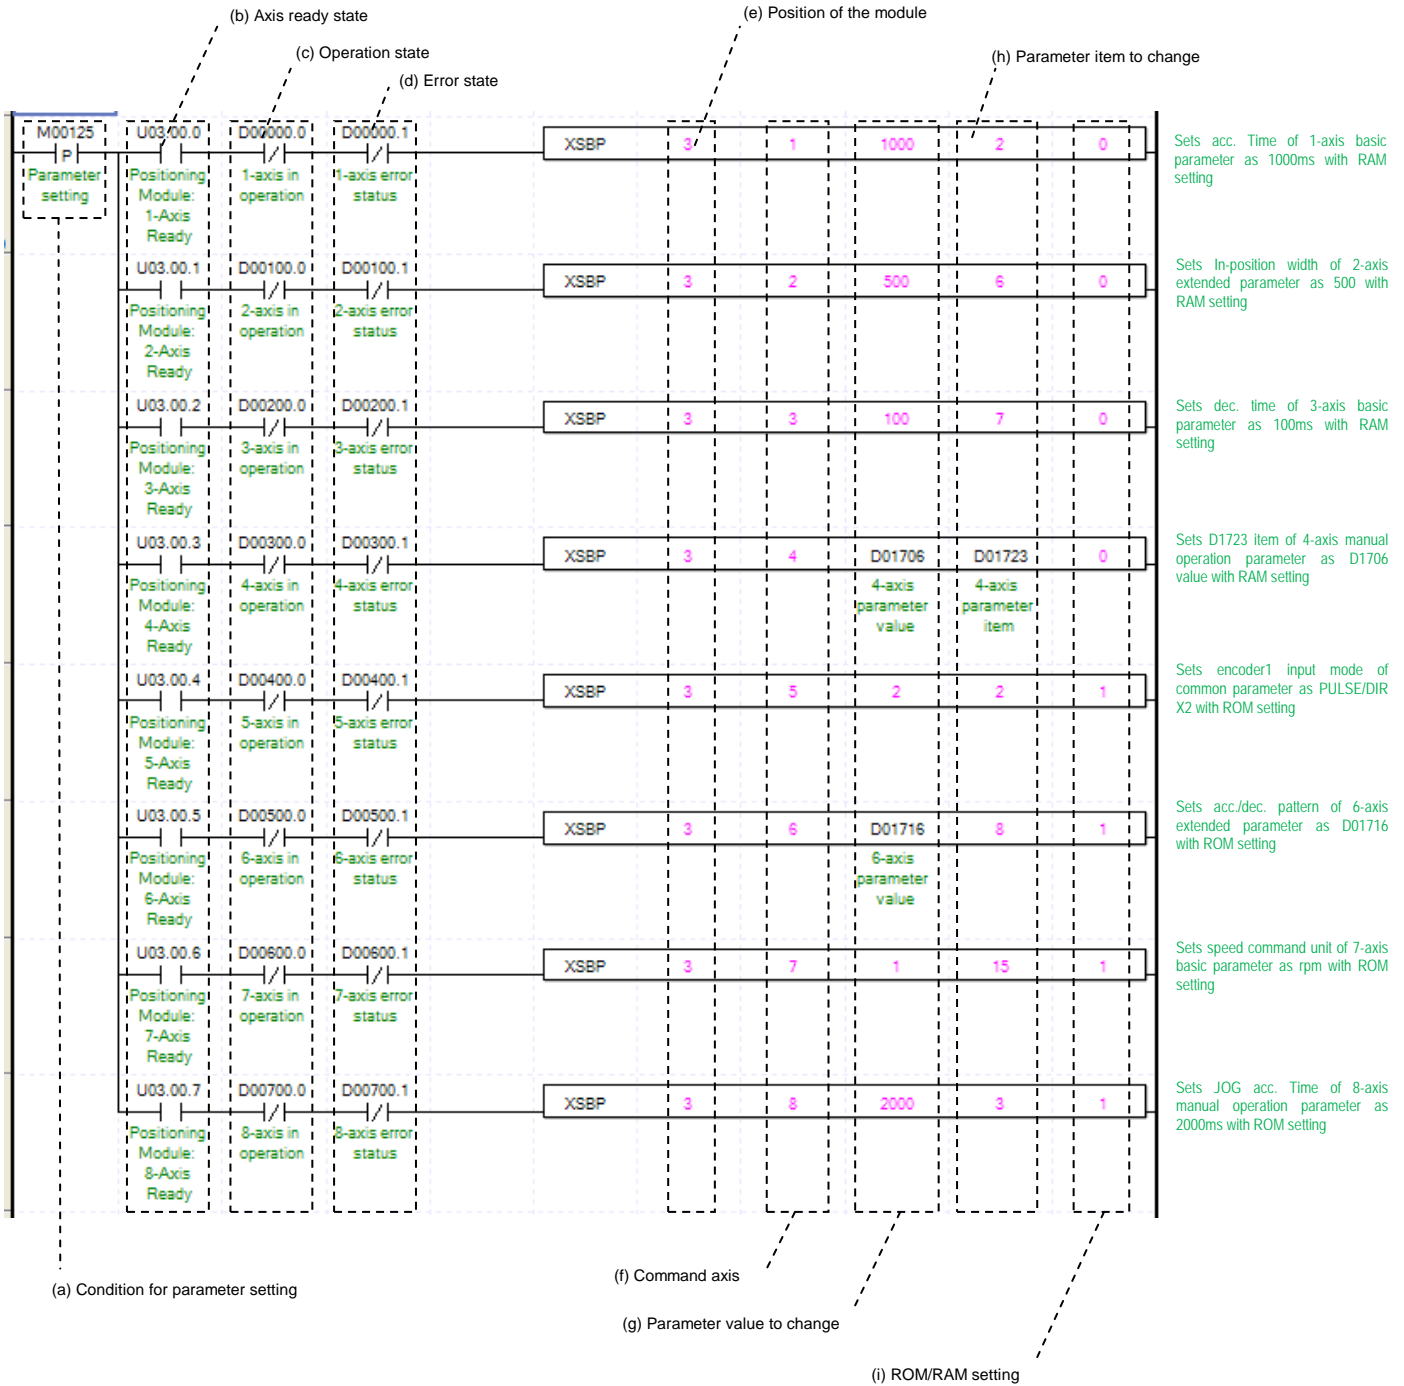 (b) Axis ready state
(e) Position of the module
(c) Operation state
(h) Parameter item to change
(d) Error state
M00125
P
Parameter
setting
U03.00.0 D00000.0 D00000.1
XSBP 3 1 1000 2 0
Positioning
Module:
1-Axis
Ready
1-axis in
operation
1-axis error
status
Sets acc. Time of 1-axis basic
parameter as 1000ms with RAM
setting
U03.00.1 D00100.0 D00100.1
XSBP 3 2 500 6 0
Positioning
Module:
2-Axis
Ready
2-axis in
operation
2-axis error
status
Sets In-position width of 2-axis
extended parameter as 500 with
RAM setting
U03.00.2 D00200.0 D00200.1
XSBP 3 3 100 7 0
Positioning
Module:
3-Axis
Ready
3-axis in
operation
3-axis error
status
Sets dec. time of 3-axis basic
parameter as 100ms with RAM
setting
U03.00.3 D00300.0 D00300.1
XSBP 3 4 D01706 D01723 0
Positioning
Module:
4-Axis
Ready
4-axis in
operation
4-axis error
status
4-axis
parameter
value
4-axis
parameter
item
Sets D1723 item of 4-axis manual
operation parameter as D1706
value with RAM setting
U03.00.4 D00400.0 D00400.1
XSBP 3 5 2 2 1
Positioning
Module:
5-Axis
Ready
5-axis in
operation
5-axis error
status
Sets encoder1 input mode of
common parameter as PULSE/DIR
X2 with ROM setting
U03.00.5 D00500.0 D00500.1
XSBP 3 6 D01716 8 1
Positioning
Module:
6-Axis
Ready
6-axis in
operation
6-axis error
status
6-axis
parameter
value
Sets acc./dec. pattern of 6-axis
extended parameter as D01716
with ROM setting
U03.00.6 D00600.0 D00600.1
XSBP 3 7 1 15 1
Positioning
Module:
7-Axis
Ready
7-axis in
operation
7-axis error
status
Sets speed command unit of 7-axis
basic parameter as rpm with ROM
setting
U03.00.7 D00700.0 D00700.1
XSBP 3 8 2000 3 1
Positioning
Module:
8-Axis
Ready
8-axis in
operation
8-axis error
status
Sets JOG acc. Time of 8-axis
manual operation parameter as
2000ms with ROM setting
(f) Command axis
(a) Condition for parameter setting
(g) Parameter value to change
(i) ROM/RAM setting